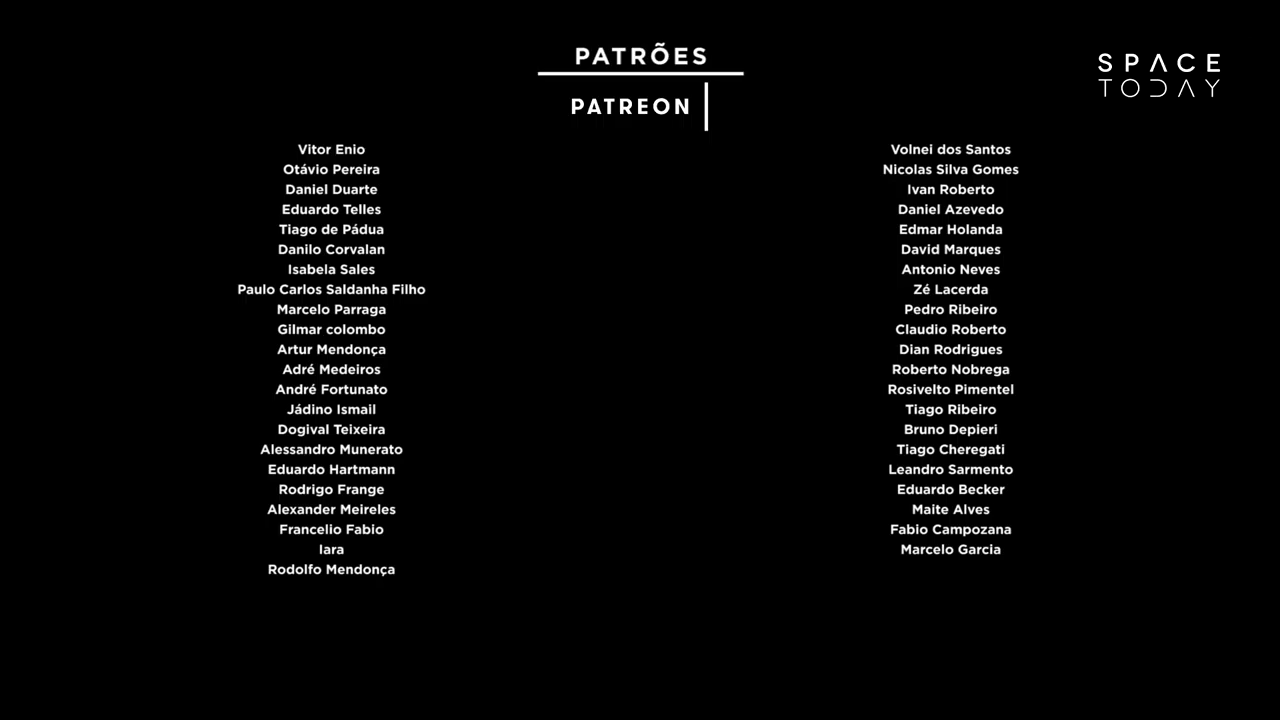 PATRÕES
PATREON
SPACE
TODAY
Vitor Enio
Otávio Pereira
Daniel Duarte
Eduardo Telles
Tiago de Pádua
Danilo Corvalan
Isabela Sales
Paulo Carlos Saldanha Filho
Marcelo Parraga
Gilmar colombo
Artur Mendonça
Adré Medeiros
André Fortunato
Jádino Ismail
Dogival Teixeira
Alessandro Munerato
Eduardo Hartmann
Rodrigo Frange
Alexander Meireles
Francelio Fabio
Iara
Rodolfo Mendonça
Volnei dos Santos
Nicolas Silva Gomes
Ivan Roberto
Daniel Azevedo
Edmar Holanda
David Marques
Antonio Neves
Zé Lacerda
Pedro Ribeiro
Claudio Roberto
Dian Rodrigues
Roberto Nobrega
Rosivelto Pimentel
Tiago Ribeiro
Bruno Depieri
Tiago Cheregati
Leandro Sarmento
Eduardo Becker
Maite Alves
Fabio Campozana
Marcelo Garcia